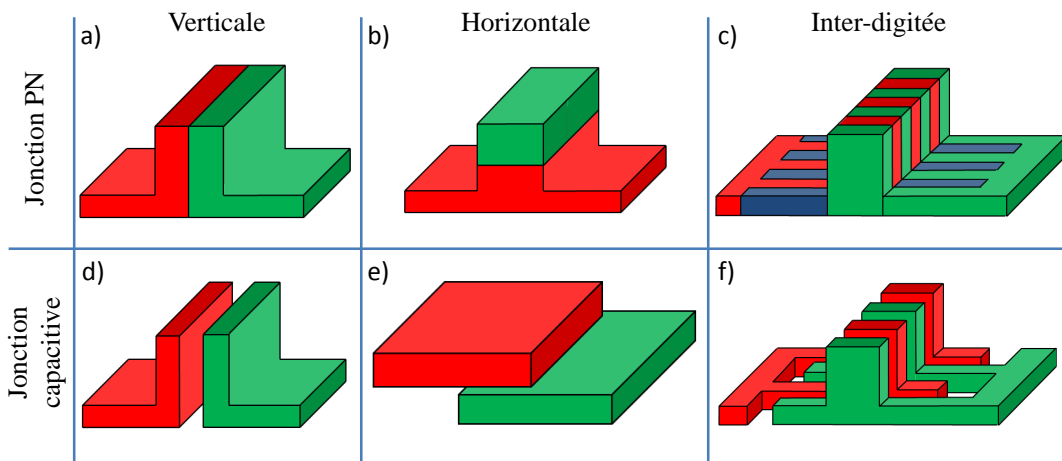 Verticale
Horizontale
Inter-digitée
Jonction PN
a)
b)
c)
Jonction
capacitive
d)
e)
f)